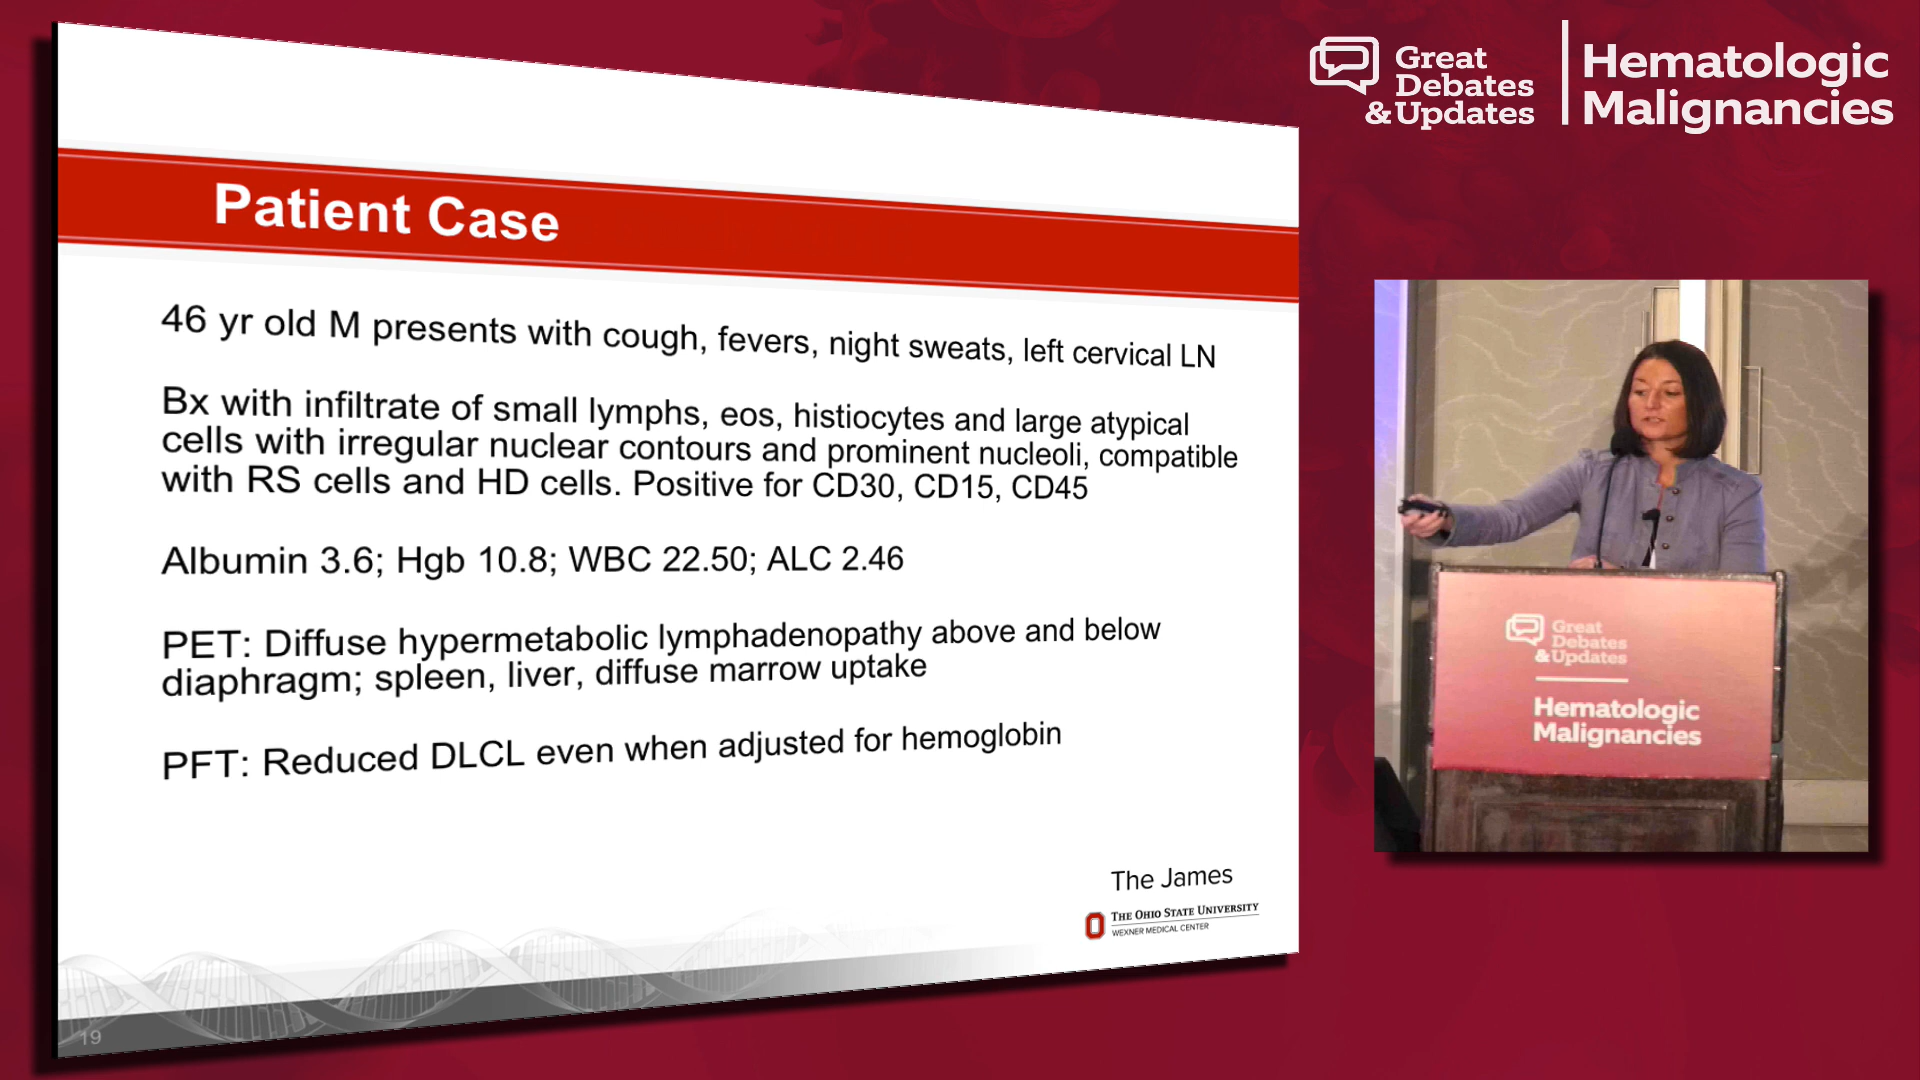 Great
Debates
&Updates
Hematologic
Malignancies
Patient Case
46 yr old M presents with cough, fevers, night sweats, left cervical LN
Bx with infiltrate of small lymphs, eos, histiocytes and large atypical
cells with irregular nuclear contours and prominent nucleoli, compatible
with RS cells and HD cells. Positive for CD30, CD15, CD45
Albumin 3.6; Hgb 10.8; WBC 22.50; ALC 2.46
PET: Diffuse hypermetabolic lymphadenopathy above and below
diaphragm; spleen, liver, diffuse marrow uptake
PFT: Reduced DLCL even when adjusted for hemoglobin
The James
THE OHIO STATE UNIVERSITY
WEXNER MEDICAL CENTER
19
Great
Debates
&Updates
Hematologic
Malignancies